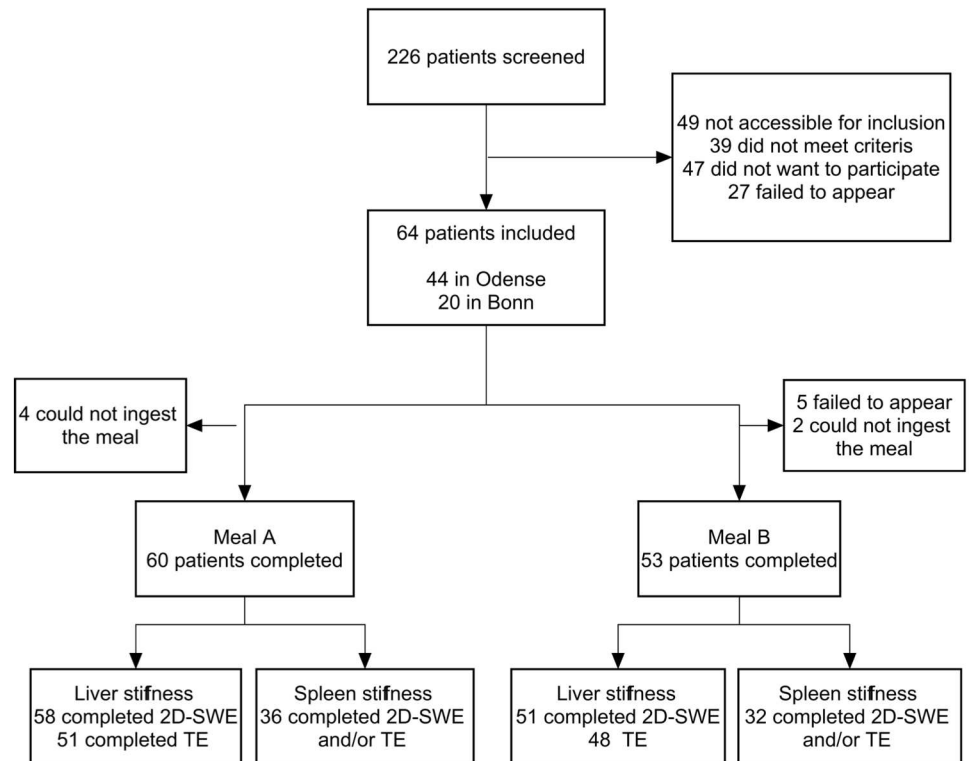 226 patients screened
49 not accessible for inclusion
39 did not meet criteris
47 did not want to participate
27 failed to appear
64 patients included
44 in Odense
20 in Bonn
4 could not ingest
the meal
5 failed to appear
2 could not ingest
the meal
Meal A
60 patients completed
Meal B
53 patients completed
Liver stifness
58 completed 2D-SWE
51 completed TE
Spleen stifness
36 completed 2D-SWE
and/or TE
Liver stifness
51 completed 2D-SWE
48 TE
Spleen stifness
32 completed 2D-SWE
and/or TE